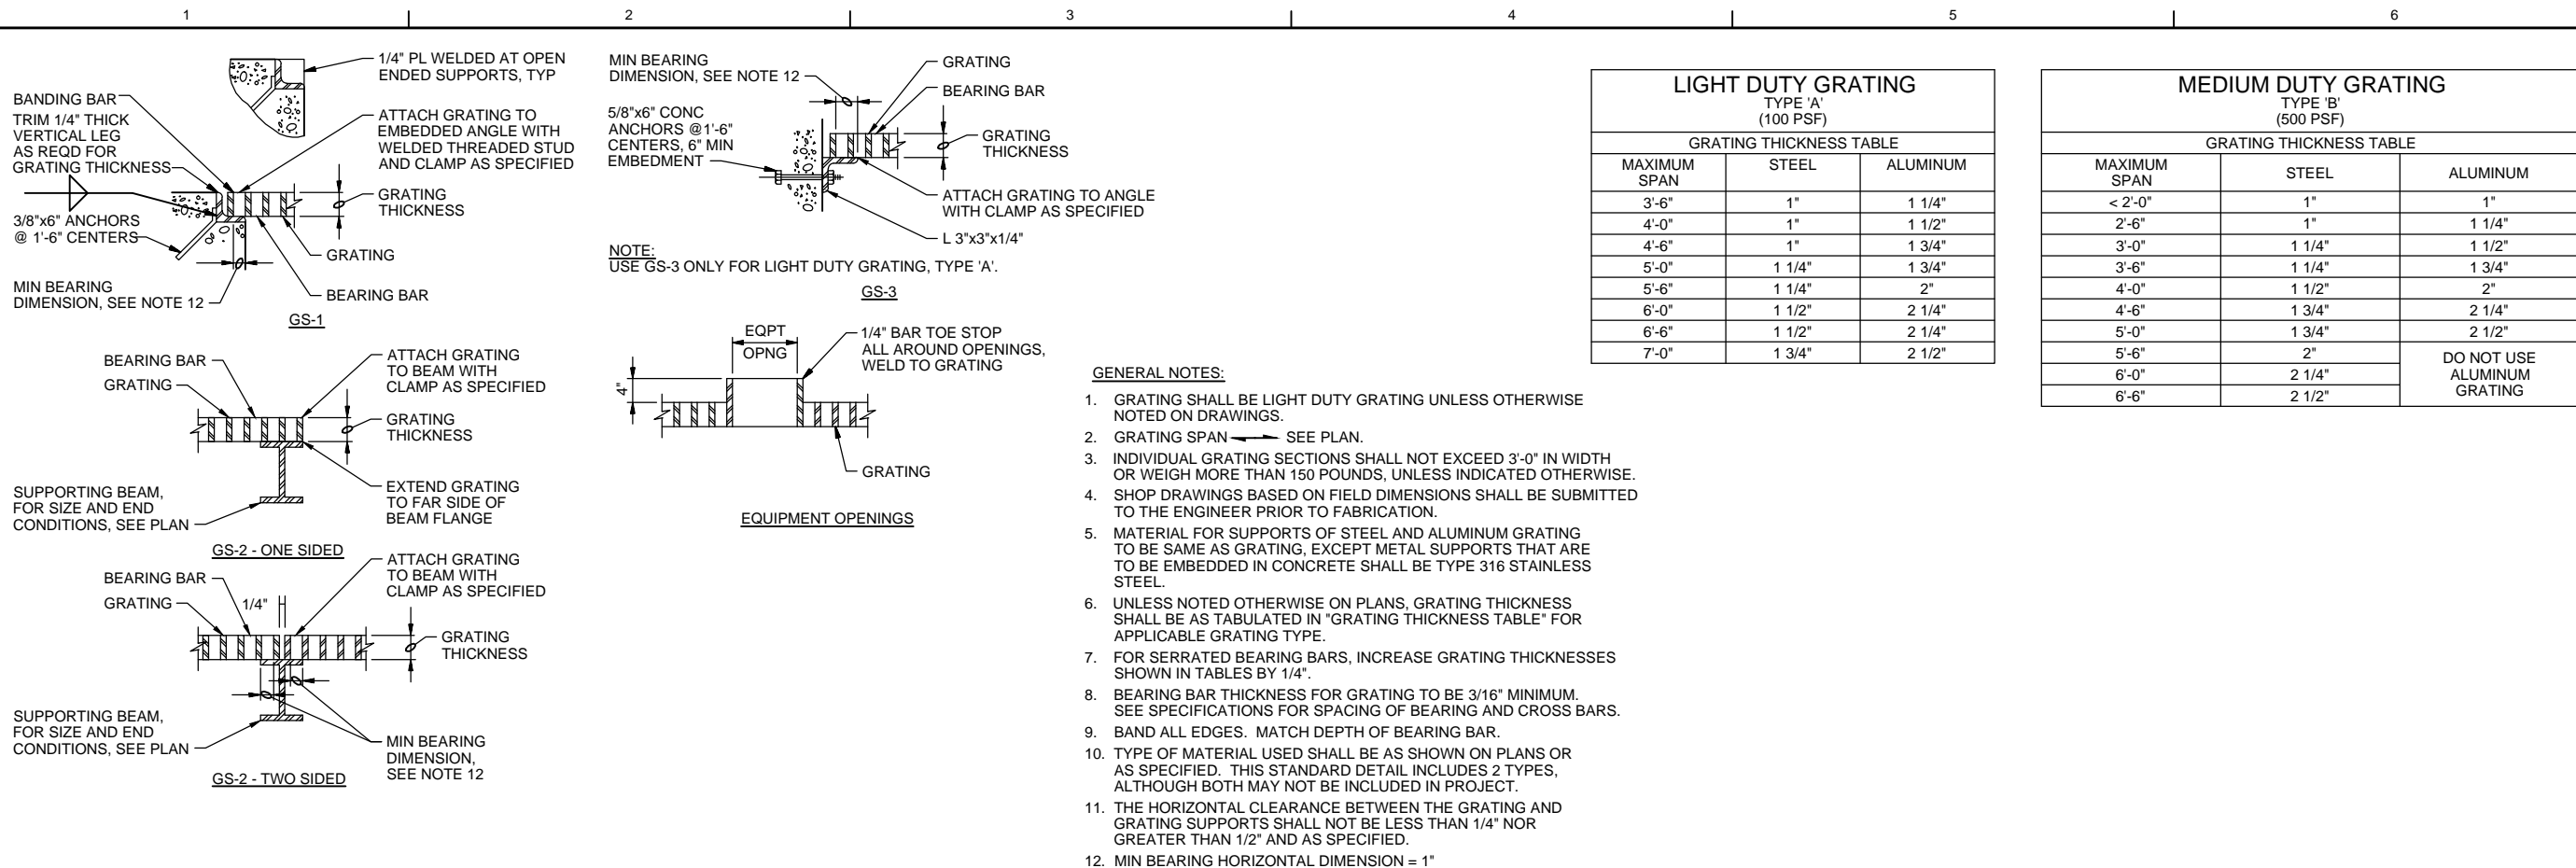 1 2 3 4 5 6
1/4" PL WELDED AT OPEN
ENDED SUPPORTS, TYP
BANDING BAR
TRIM 1/4" THICK
VERTICAL LEG
AS REQD FOR
GRATING THICKNESS
ATTACH GRATING TO
EMBEDDED ANGLE WITH
WELDED THREADED STUD
AND CLAMP AS SPECIFIED
GRATING
THICKNESS
3/8"x6" ANCHORS
@ 1'-6" CENTERS
GRATING
MIN BEARING
DIMENSION, SEE NOTE 12
BEARING BAR
GS-1
BEARING BAR
GRATING
ATTACH GRATING
TO BEAM WITH
CLAMP AS SPECIFIED
GRATING
THICKNESS
SUPPORTING BEAM,
FOR SIZE AND END
CONDITIONS, SEE PLAN
EXTEND GRATING
TO FAR SIDE OF
BEAM FLANGE
GS-2 - ONE SIDED
BEARING BAR
GRATING
1/4"
ATTACH GRATING
TO BEAM WITH
CLAMP AS SPECIFIED
GRATING
THICKNESS
SUPPORTING BEAM,
FOR SIZE AND END
CONDITIONS, SEE PLAN
MIN BEARING
DIMENSION,
SEE NOTE 12
GS-2 - TWO SIDED
MIN BEARING
DIMENSION, SEE NOTE 12
GRATING
BEARING BAR
5/8"x6" CONC
ANCHORS @1'-6"
CENTERS, 6" MIN
EMBEDMENT
GRATING
THICKNESS
ATTACH GRATING TO ANGLE
WITH CLAMP AS SPECIFIED
L 3"x3"x1/4"
NOTE:
USE GS-3 ONLY FOR LIGHT DUTY GRATING, TYPE 'A'.
GS-3
EQPT
OPNG
1/4" BAR TOE STOP
ALL AROUND OPENINGS,
WELD TO GRATING
4"
GRATING
EQUIPMENT OPENINGS
GENERAL NOTES:
1. GRATING SHALL BE LIGHT DUTY GRATING UNLESS OTHERWISE
NOTED ON DRAWINGS.
2. GRATING SPAN SEE PLAN.
3. INDIVIDUAL GRATING SECTIONS SHALL NOT EXCEED 3'-0" IN WIDTH
OR WEIGH MORE THAN 150 POUNDS, UNLESS INDICATED OTHERWISE.
4. SHOP DRAWINGS BASED ON FIELD DIMENSIONS SHALL BE SUBMITTED
TO THE ENGINEER PRIOR TO FABRICATION.
5. MATERIAL FOR SUPPORTS OF STEEL AND ALUMINUM GRATING
TO BE SAME AS GRATING, EXCEPT METAL SUPPORTS THAT ARE
TO BE EMBEDDED IN CONCRETE SHALL BE TYPE 316 STAINLESS
STEEL.
6. UNLESS NOTED OTHERWISE ON PLANS, GRATING THICKNESS
SHALL BE AS TABULATED IN "GRATING THICKNESS TABLE" FOR
APPLICABLE GRATING TYPE.
7. FOR SERRATED BEARING BARS, INCREASE GRATING THICKNESSES
SHOWN IN TABLES BY 1/4".
8. BEARING BAR THICKNESS FOR GRATING TO BE 3/16" MINIMUM.
SEE SPECIFICATIONS FOR SPACING OF BEARING AND CROSS BARS.
9. BAND ALL EDGES. MATCH DEPTH OF BEARING BAR.
10. TYPE OF MATERIAL USED SHALL BE AS SHOWN ON PLANS OR
AS SPECIFIED. THIS STANDARD DETAIL INCLUDES 2 TYPES,
ALTHOUGH BOTH MAY NOT BE INCLUDED IN PROJECT.
11. THE HORIZONTAL CLEARANCE BETWEEN THE GRATING AND
GRATING SUPPORTS SHALL NOT BE LESS THAN 1/4" NOR
GREATER THAN 1/2" AND AS SPECIFIED.
12. MIN BEARING HORIZONTAL DIMENSION = 1"
LIGHT DUTY GRATING
TYPE 'A'
(100 PSF)
GRATING THICKNESS TABLE
MAXIMUM SPAN STEEL ALUMINUM
3'-6" 1" 1 1/4"
4'-0" 1" 1 1/2"
4'-6" 1" 1 3/4"
5'-0" 1 1/4" 1 3/4"
5'-6" 1 1/4" 2"
6'-0" 1 1/2" 2 1/4"
6'-6" 1 1/2" 2 1/4"
7'-0" 1 3/4" 2 1/2"
MEDIUM DUTY GRATING
TYPE 'B'
(500 PSF)
GRATING THICKNESS TABLE
MAXIMUM SPAN STEEL ALUMINUM
< 2'-0" 1" 1"
2'-6" 1" 1 1/4"
3'-0" 1 1/4" 1 1/2"
3'-6" 1 1/4" 1 3/4"
4'-0" 1 1/2" 2"
4'-6" 1 3/4" 2 1/4"
5'-0" 1 3/4" 2 1/2"
5'-6" 2"
6'-0" 2 1/4"
6'-6" 2 1/2"
DO NOT USE
ALUMINUM
GRATING